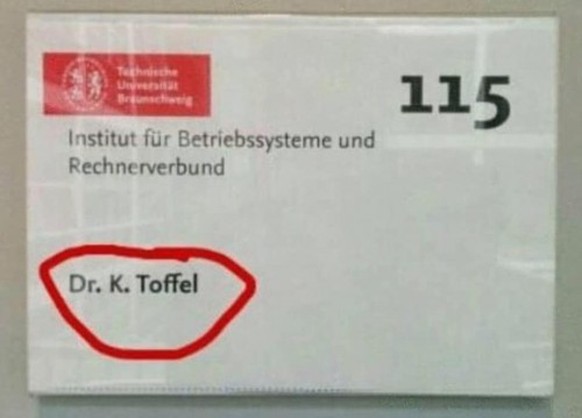 Technische
Universität
Braunschweig
115
Institut für Betriebssysteme und
Rechnerverbund
Dr. K. Toffel